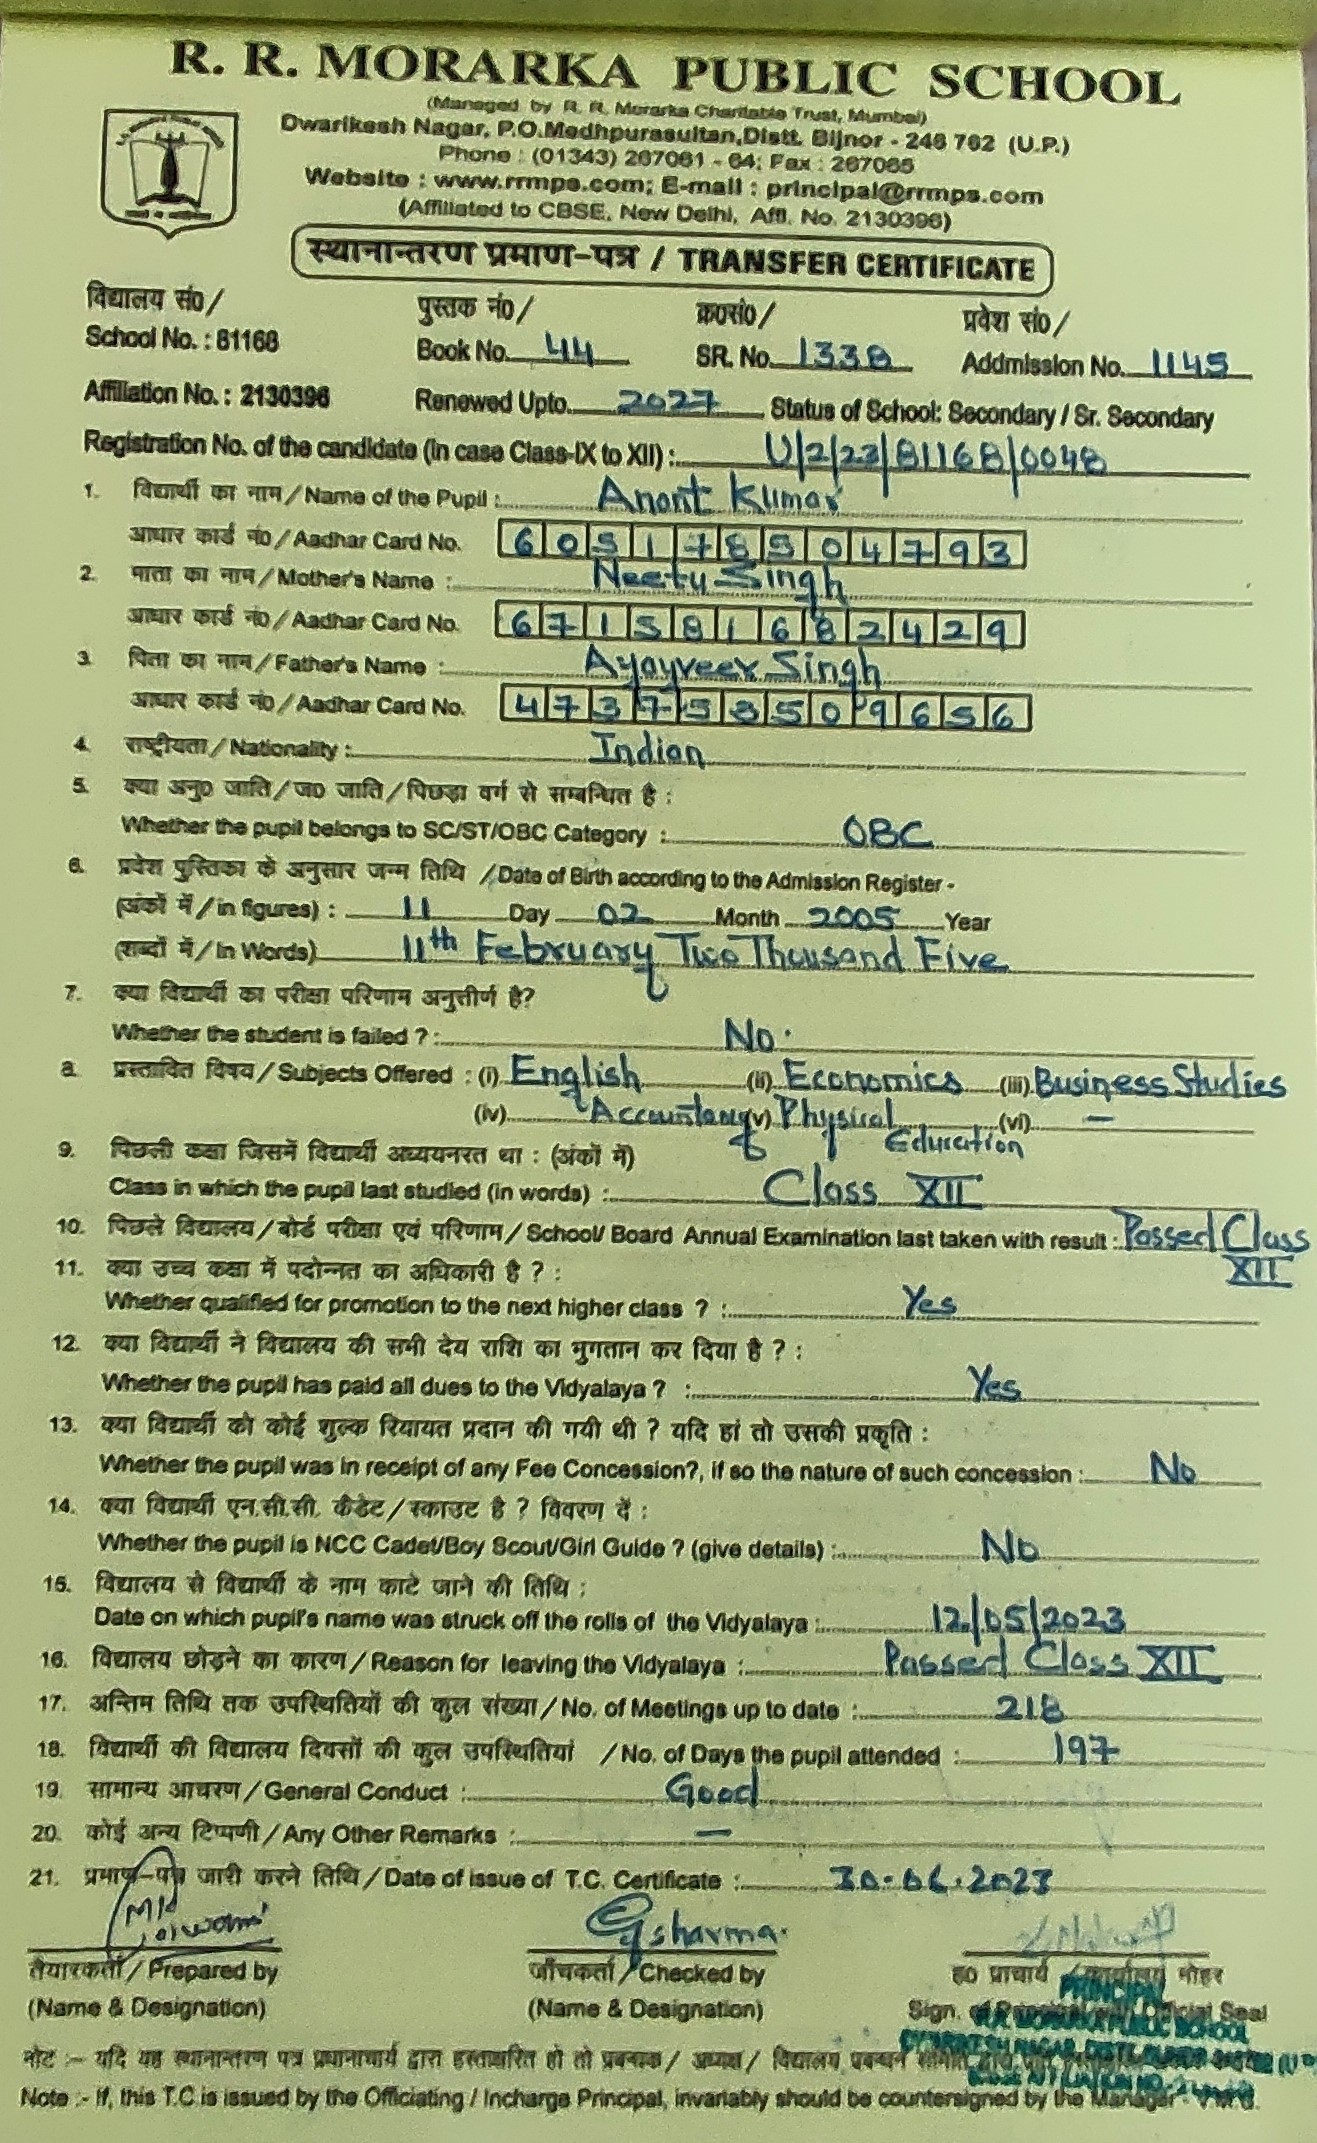 R. R. MORARKA PUBLIC SCHOOL
(Managed by R. R. Morarka Charitable Trust, Mumbai)
Dwarikesh Nagar, P.O.Medhpurasultan,Distt. Bijnor - 246 762 (U.P.)
Phone : (01343) 267061 - 64; Fax : 267065
Website : www.rrmps.com; E-mail : principal@rrmps.com
(Affiliated to CBSE, New Delhi, Affl. No. 2130396)
स्थानान्तरण प्रमाण-पत्र / TRANSFER CERTIFICATE
विद्यालय सं0/ पुस्तक नं0/ क्र0सं0/ प्रवेश सं0/
School No. : 81168 Book No. 44 SR. No. 1338 Addmission No. 1145
Affiliation No. : 2130396 Renewed Upto. 2027 Status of School: Secondary / Sr. Secondary
Registration No. of the candidate (in case Class-IX to XII) : U/2/23/81168/0048
1. विद्यार्थी का नाम / Name of the Pupil : Anant Kumar
आधार कार्ड नं0 / Aadhar Card No. 605178504793
2. माता का नाम / Mother's Name : Neetu Singh
आधार कार्ड नं0 / Aadhar Card No. 671581682429
3. पिता का नाम / Father's Name : Ajayveer Singh
आधार कार्ड नं0 / Aadhar Card No.
4. राष्ट्रीयता / Nationality : Indian
5. क्या अनु0 जाति / ज0 जाति / पिछड़ा वर्ग से सम्बन्धित है :
Whether the pupil belongs to SC/ST/OBC Category : OBC
6. प्रवेश पुस्तिका के अनुसार जन्म तिथि / Date of Birth according to the Admission Register -
(अंकों में / in figures) : 11 Day 02 Month 2005 Year
(शब्दों में / In Words) 11th February Two Thousand Five
7. क्या विद्यार्थी का परीक्षा परिणाम अनुत्तीर्ण है?
Whether the student is failed ? : No.
8. प्रस्तावित विषय / Subjects Offered : (i) English (ii) Economics (iii) Business Studies
(iv) Accountancy (v) Physical Education (vi) —
9. पिछली कक्षा जिसमें विद्यार्थी अध्ययनरत था : (अंकों में)
Class in which the pupil last studied (in words) : Class XII
10. पिछले विद्यालय / बोर्ड परीक्षा एवं परिणाम / School/ Board Annual Examination last taken with result : Passed Class XII
11. क्या उच्च कक्षा में पदोन्नत का अधिकारी है ? :
Whether qualified for promotion to the next higher class ? : Yes
12. क्या विद्यार्थी ने विद्यालय की सभी देय राशि का भुगतान कर दिया है ? :
Whether the pupil has paid all dues to the Vidyalaya ? : Yes
13. क्या विद्यार्थी को कोई शुल्क रियायत प्रदान की गयी थी ? यदि हां तो उसकी प्रकृति :
Whether the pupil was in receipt of any Fee Concession?, if so the nature of such concession : No
14. क्या विद्यार्थी एन.सी.सी. कैडेट / स्काउट है ? विवरण दें :
Whether the pupil is NCC Cadet/Boy Scout/Girl Guide ? (give details) : No
15. विद्यालय से विद्यार्थी के नाम काटे जाने की तिथि :
Date on which pupil's name was struck off the rolls of the Vidyalaya : 12/05/2023
16. विद्यालय छोड़ने का कारण / Reason for leaving the Vidyalaya : Passed Class XII
17. अन्तिम तिथि तक उपस्थितियों की कुल संख्या / No. of Meetings up to date : 218
18. विद्यार्थी की विद्यालय दिवसों की कुल उपस्थितियां / No. of Days the pupil attended : 197
19. सामान्य आचरण / General Conduct : Good
20. कोई अन्य टिप्पणी / Any Other Remarks : —
21. प्रमाण-पत्र जारी करने तिथि / Date of issue of T.C. Certificate : 30.06.2023
Gsharma.
तैयारकर्ता / Prepared by जाँचकर्ता / Checked by ह0 प्राचार्य / कार्यालय मोहर
(Name & Designation) (Name & Designation) Sign. of Principal with Official Seal
PRINCIPAL
R.R. MORARKA PUBLIC SCHOOL
नोट :- यदि यह स्थानान्तरण पत्र प्रधानाचार्य द्वारा हस्ताक्षरित हो तो प्रबन्धक / अध्यक्ष / विद्यालय प्रबन्धन समिति
Note :- If, this T.C is issued by the Officiating / Incharge Principal, invariably should be countersigned by the Manager -